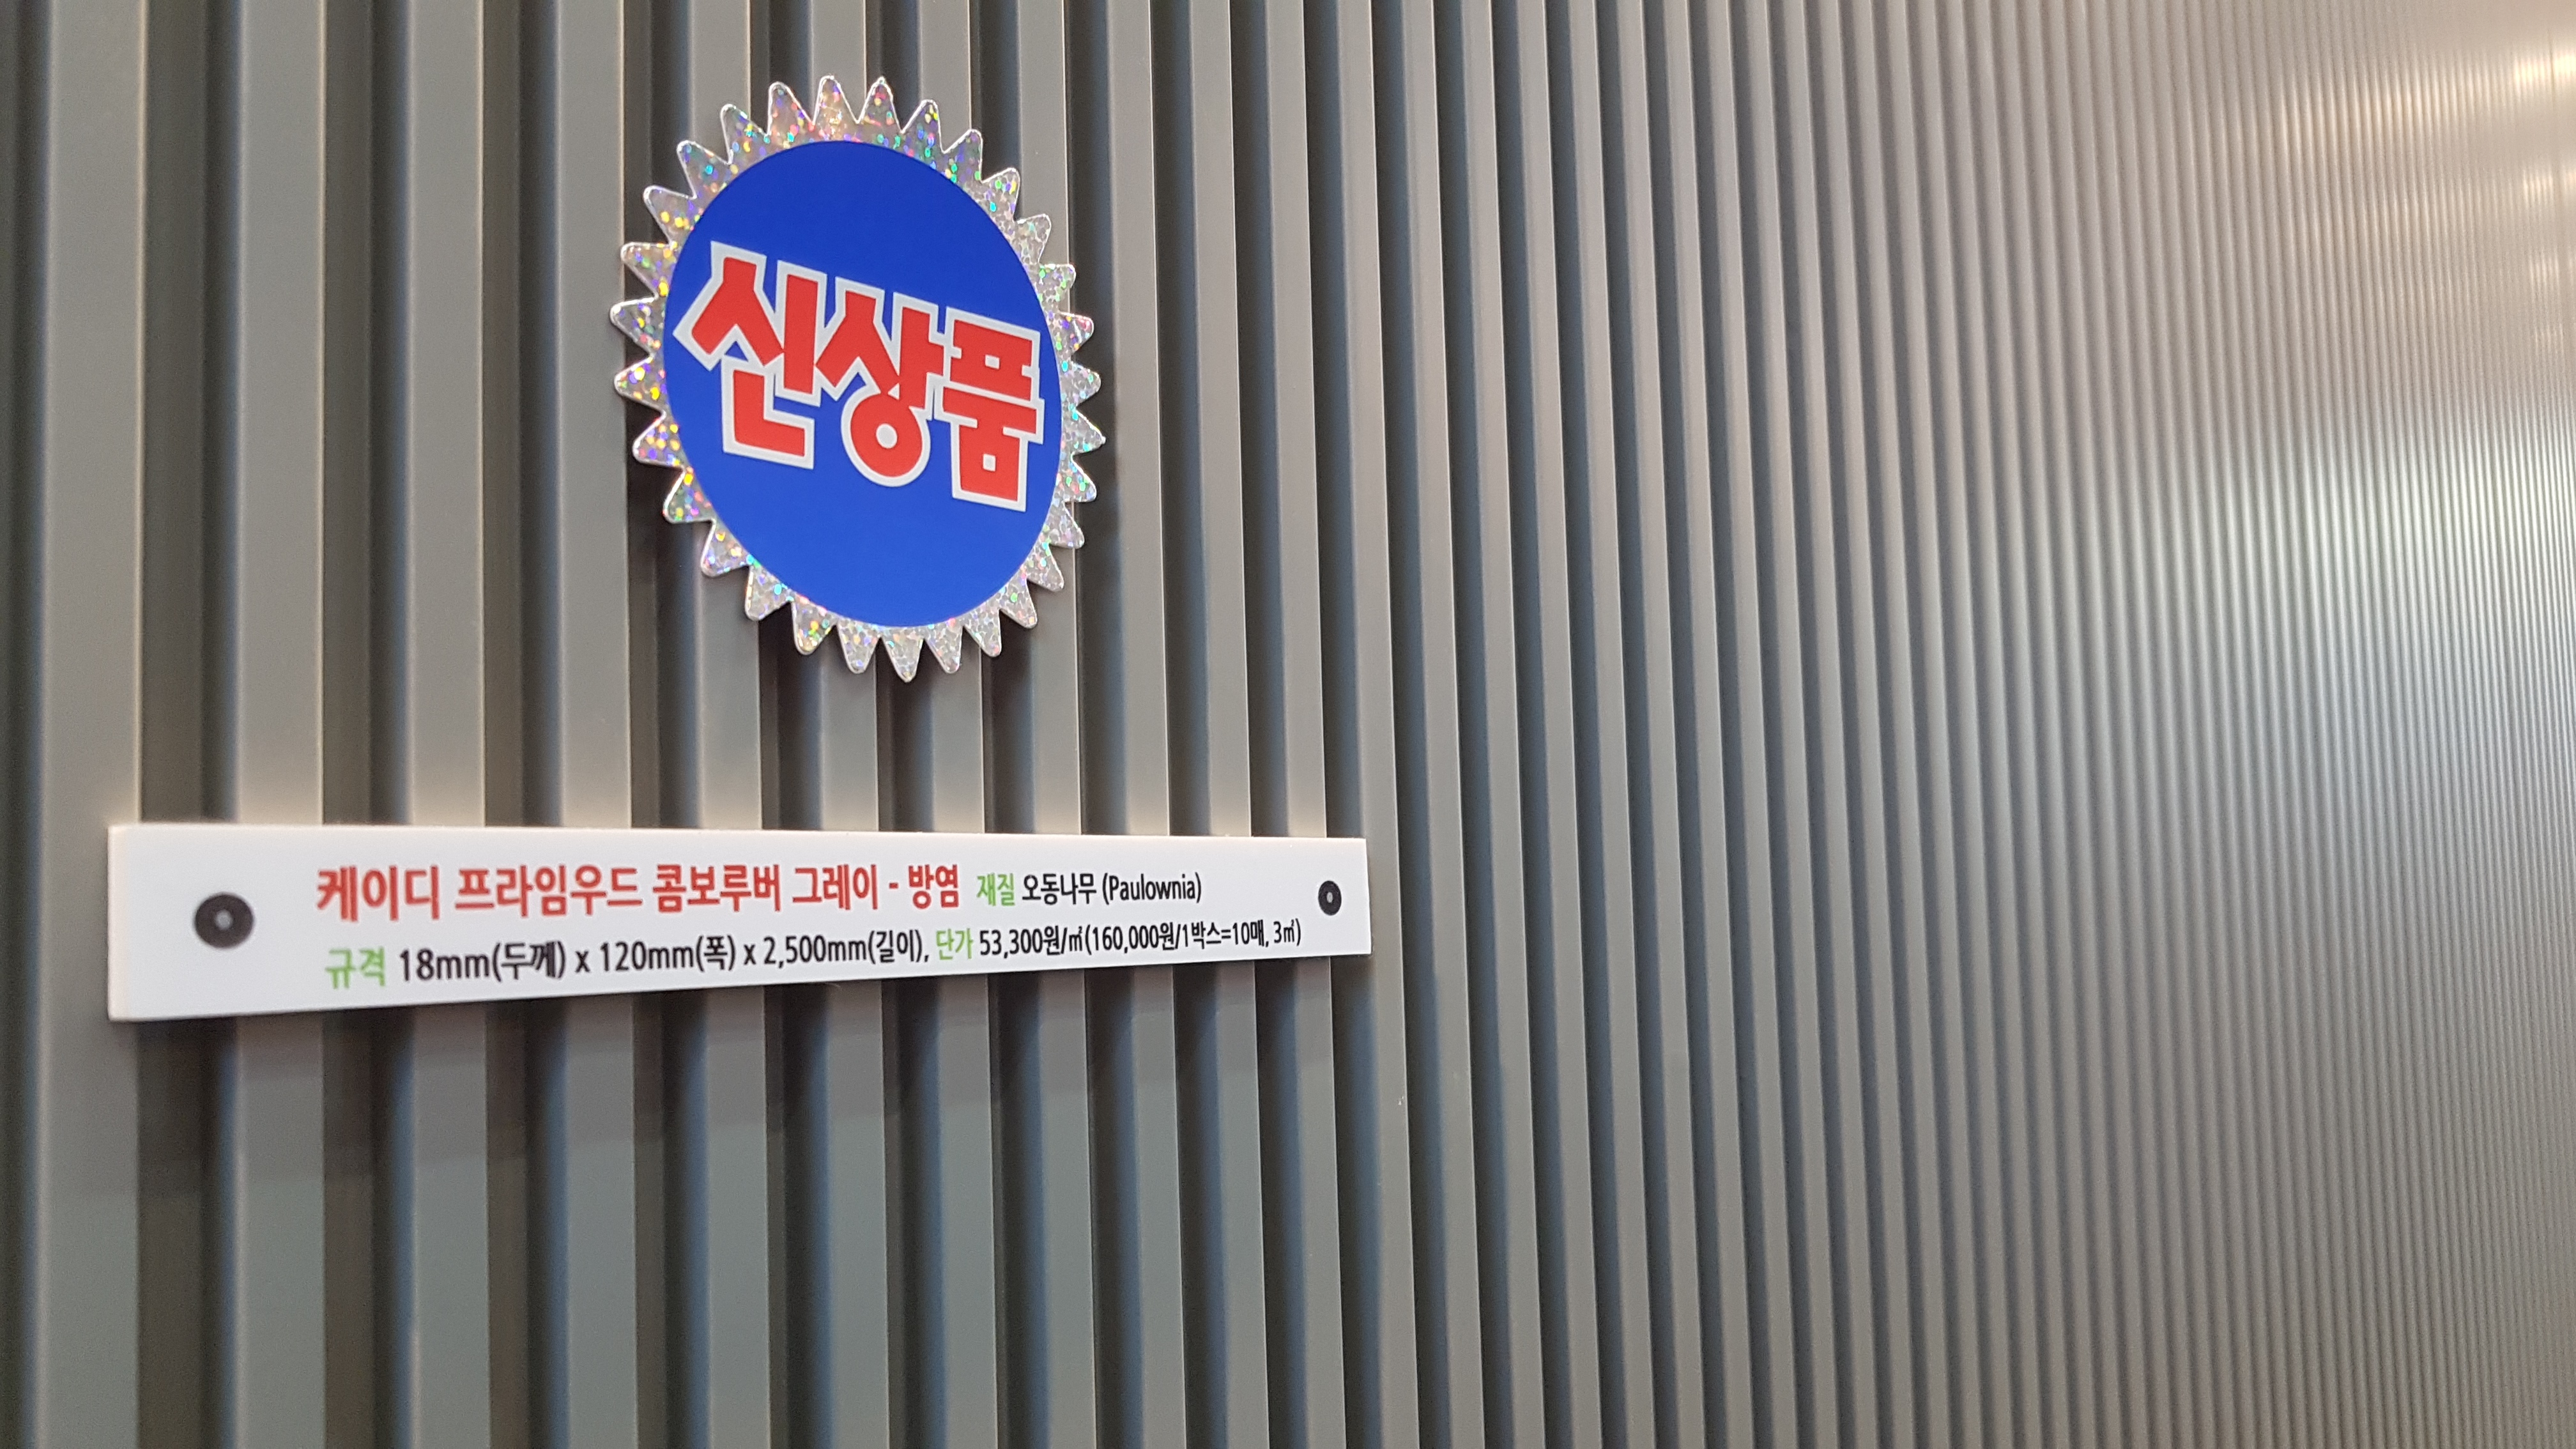 신상품
케이디 프라임우드 콤보루버 그레이 - 방염 재질 오동나무 (Paulownia)
규격 18mm(두께) x 120mm(폭) x 2,500mm(길이), 단가 53,300원/㎡(160,000원/1박스=10매, 3㎡)